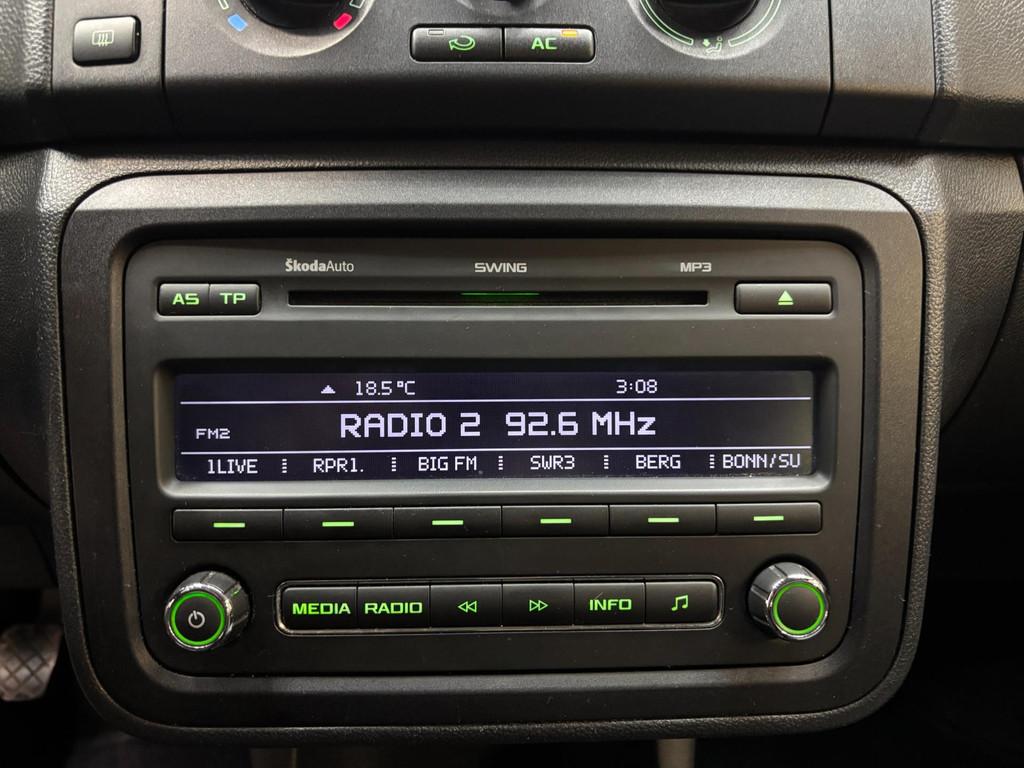 AC
ŠkodaAuto SWING MP3
AS TP
18.5°C 3:08
FM2 RADIO 2 92.6 MHz
1LIVE RPR1. BIG FM SWR3 BERG BONN/SU
MEDIA RADIO INFO